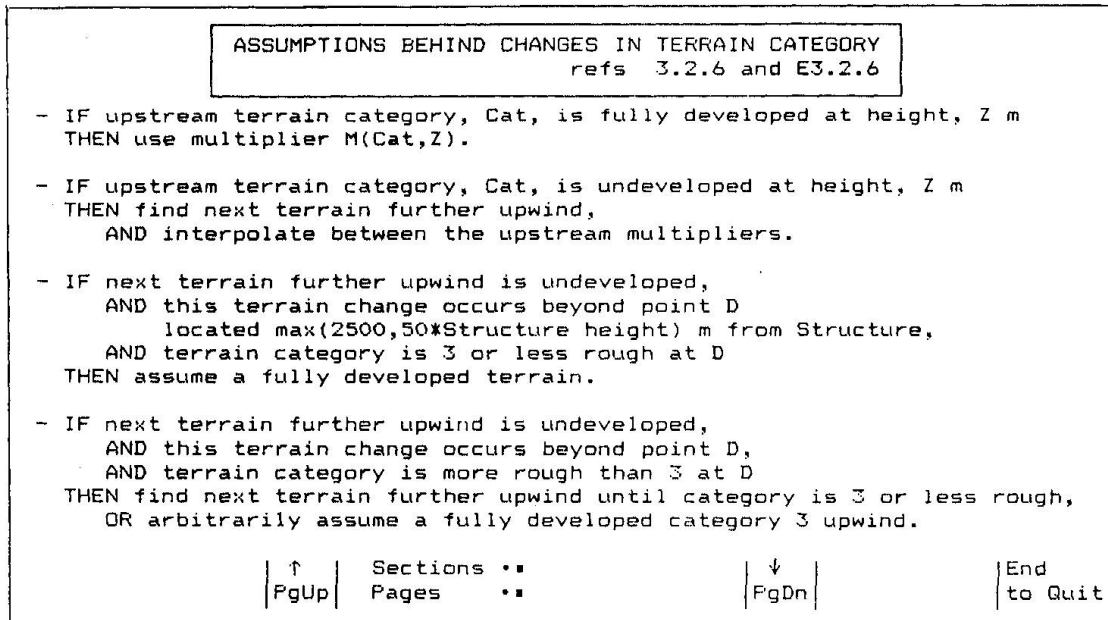 ASSUMPTIONS BEHIND CHANGES IN TERRAIN CATEGORY
refs 3.2.6 and E3.2.6
- IF upstream terrain category, Cat, is fully developed at height, Z m
THEN use multiplier M(Cat,Z).
- IF upstream terrain category, Cat, is undeveloped at height, Z m
THEN find next terrain further upwind,
AND interpolate between the upstream multipliers.
- IF next terrain further upwind is undeveloped,
AND this terrain change occurs beyond point D
located max(2500,50*Structure height) m from Structure,
AND terrain category is 3 or less rough at D
THEN assume a fully developed terrain.
- IF next terrain further upwind is undeveloped,
AND this terrain change occurs beyond point D,
AND terrain category is more rough than 3 at D
THEN find next terrain further upwind until category is 3 or less rough,
OR arbitrarily assume a fully developed category 3 upwind.
↑ Sections •▪ ↓ End
PgUp Pages •▪ PgDn to Quit